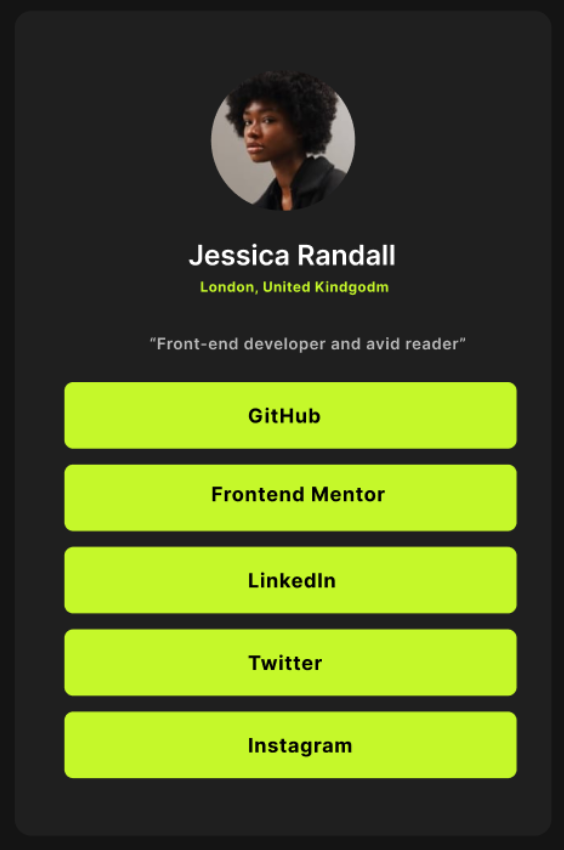 Jessica Randall
London, United Kindgodm
“Front-end developer and avid reader”
GitHub
Frontend Mentor
LinkedIn
Twitter
Instagram